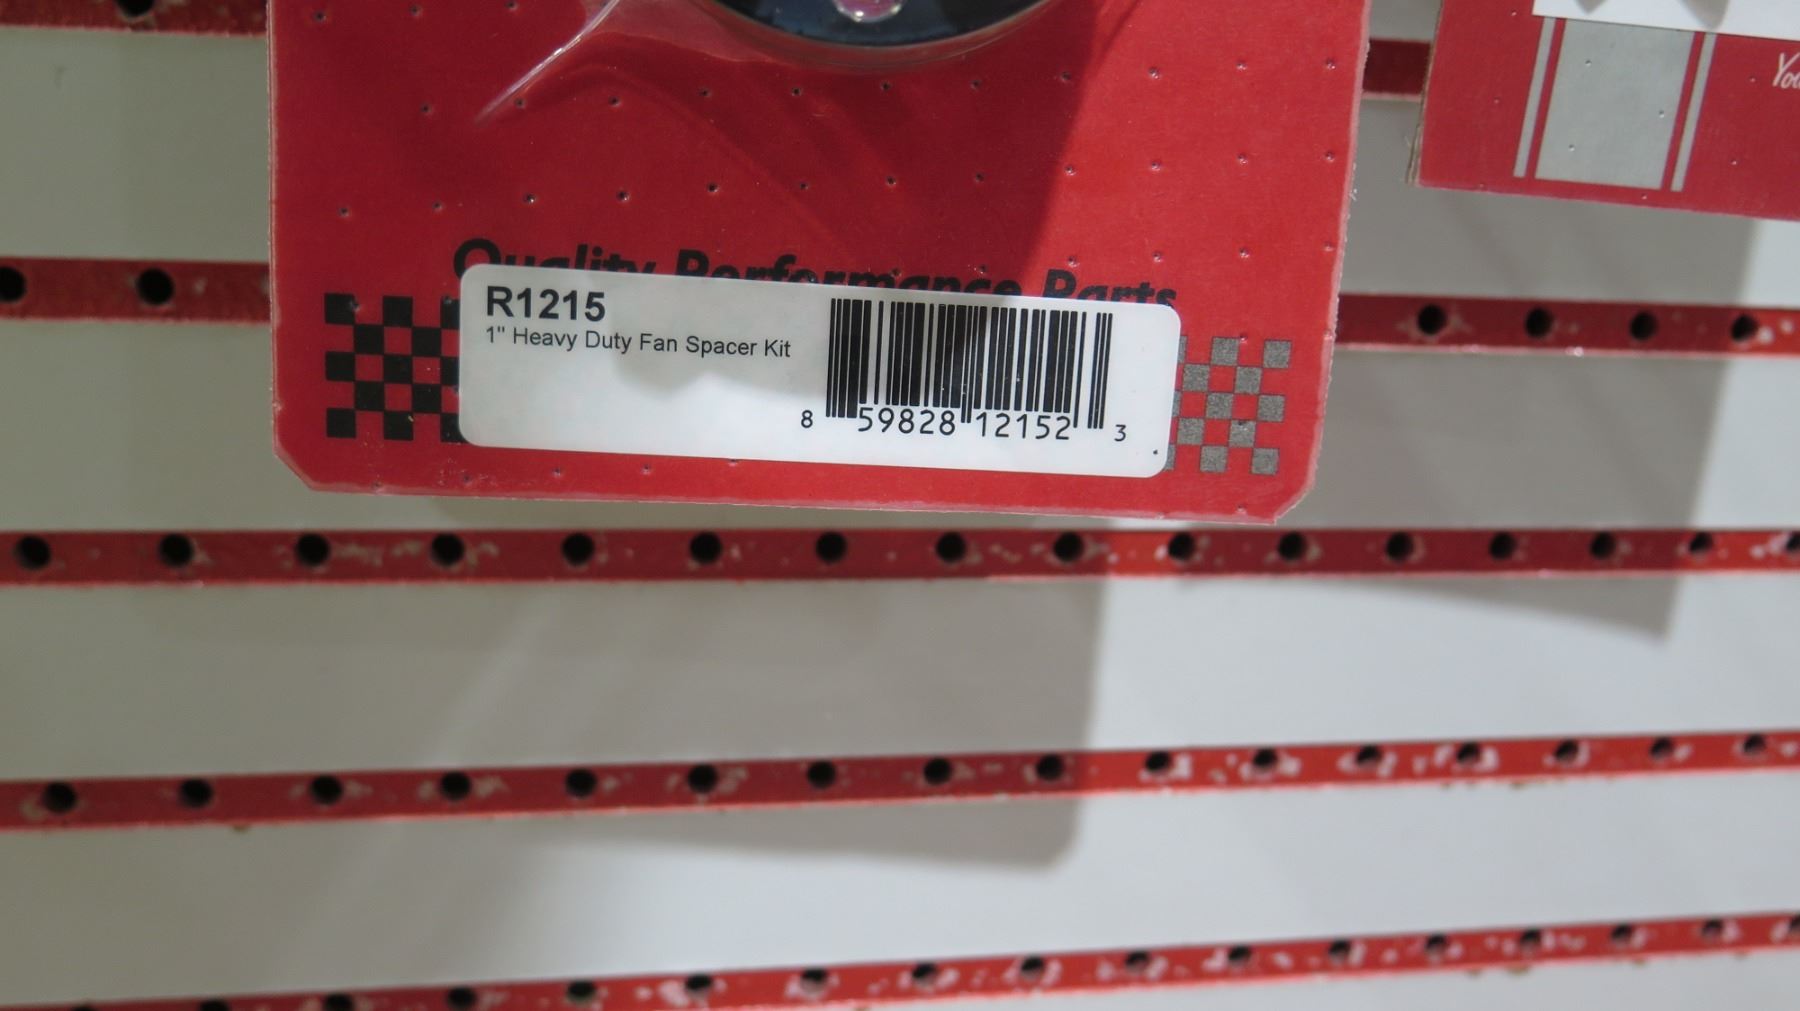 Quality Performance Parts
R1215
1" Heavy Duty Fan Spacer Kit
8 59828 12152 3